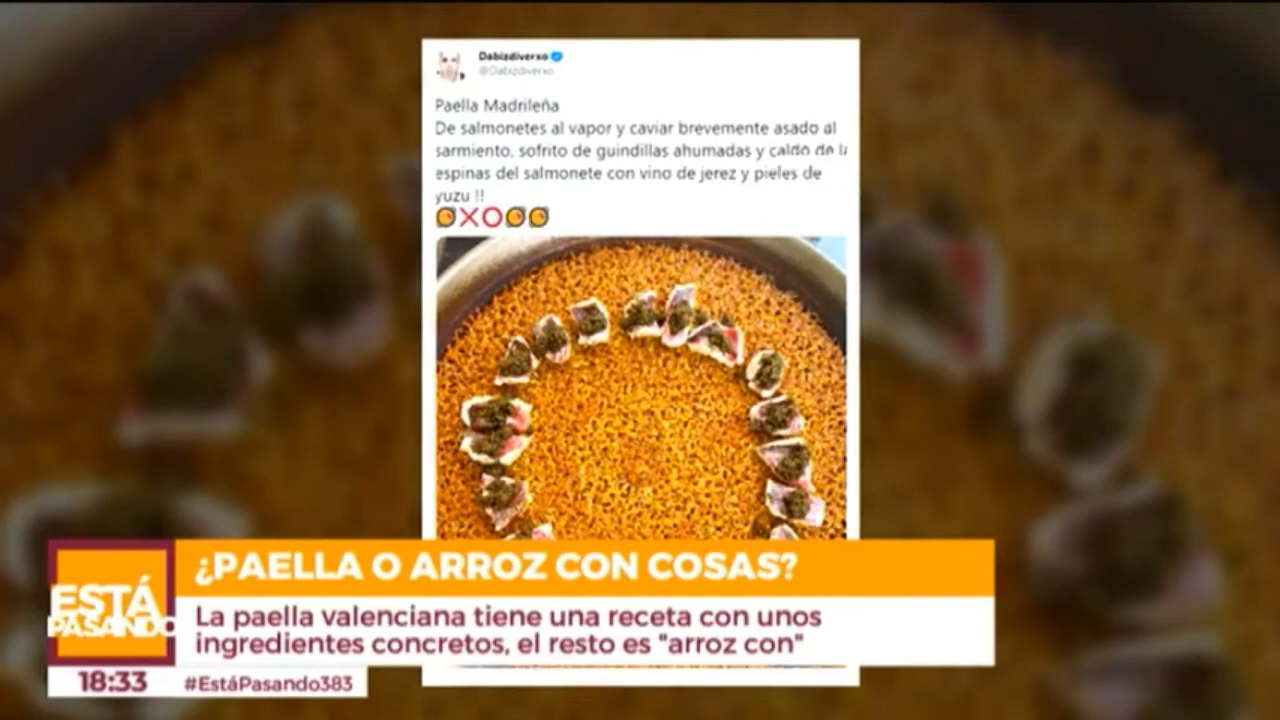 Dabizdiverxo
@Dabizdiverxo
Paella Madrileña
De salmonetes al vapor y caviar brevemente asado al
sarmiento, sofrito de guindillas ahumadas y caldo de la
espinas del salmonete con vino de jerez y pieles de
yuzu !!
¿PAELLA O ARROZ CON COSAS?
ESTÁ
PASANDO
La paella valenciana tiene una receta con unos
ingredientes concretos, el resto es "arroz con"
18:33
#EstáPasando383